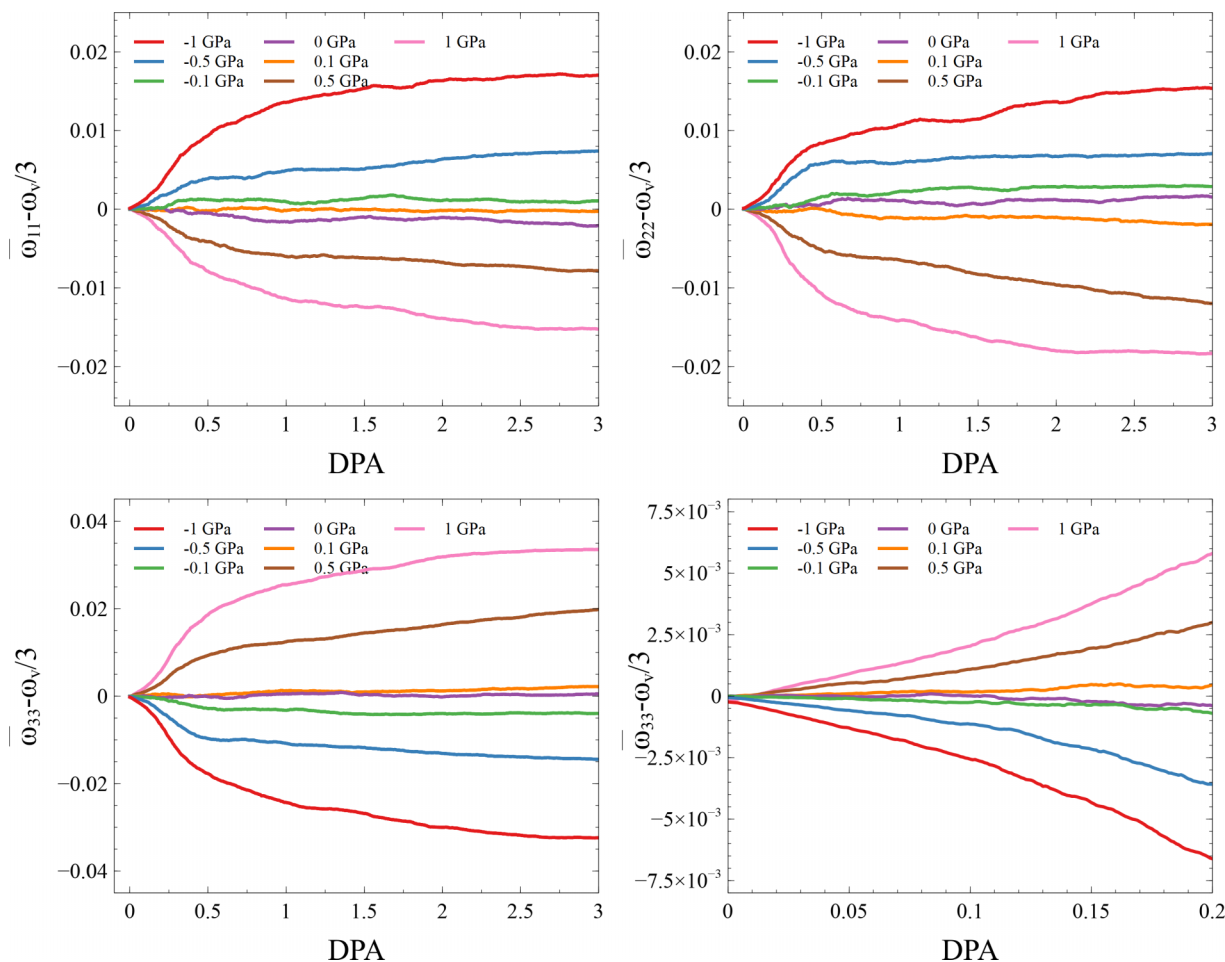 -1 GPa 0 GPa 1 GPa
-0.5 GPa 0.1 GPa
-0.1 GPa 0.5 GPa
0.02
0.01
0
−0.01
−0.02
ω̅₁₁-ωᵥ/3
0 0.5 1 1.5 2 2.5 3
DPA
-1 GPa 0 GPa 1 GPa
-0.5 GPa 0.1 GPa
-0.1 GPa 0.5 GPa
0.02
0.01
0
−0.01
−0.02
ω̅₂₂-ωᵥ/3
0 0.5 1 1.5 2 2.5 3
DPA
-1 GPa 0 GPa 1 GPa
-0.5 GPa 0.1 GPa
-0.1 GPa 0.5 GPa
0.04
0.02
0
−0.02
−0.04
ω̅₃₃-ωᵥ/3
0 0.5 1 1.5 2 2.5 3
DPA
-1 GPa 0 GPa 1 GPa
-0.5 GPa 0.1 GPa
-0.1 GPa 0.5 GPa
7.5×10⁻³
5×10⁻³
2.5×10⁻³
0
−2.5×10⁻³
−5×10⁻³
−7.5×10⁻³
ω̅₃₃-ωᵥ/3
0 0.05 0.1 0.15 0.2
DPA